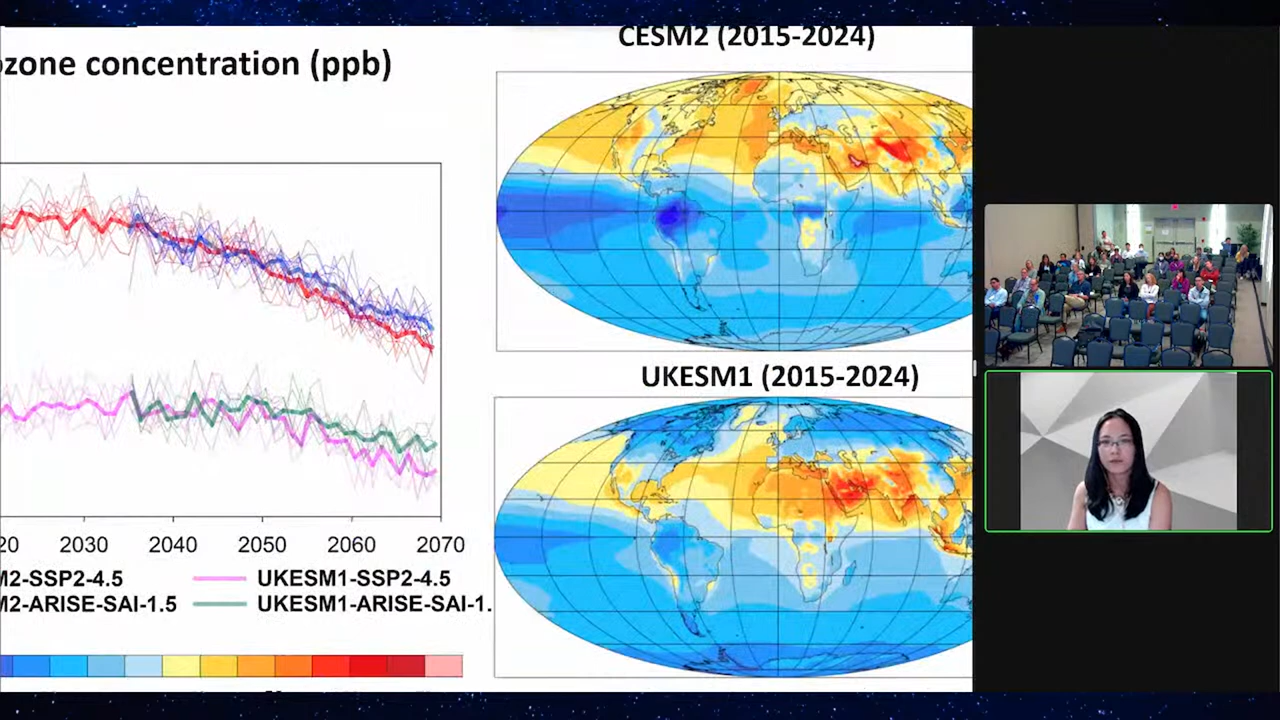 ozone concentration (ppb)
CESM2 (2015-2024)
UKESM1 (2015-2024)
20 2030 2040 2050 2060 2070
M2-SSP2-4.5 UKESM1-SSP2-4.5
M2-ARISE-SAI-1.5 UKESM1-ARISE-SAI-1.